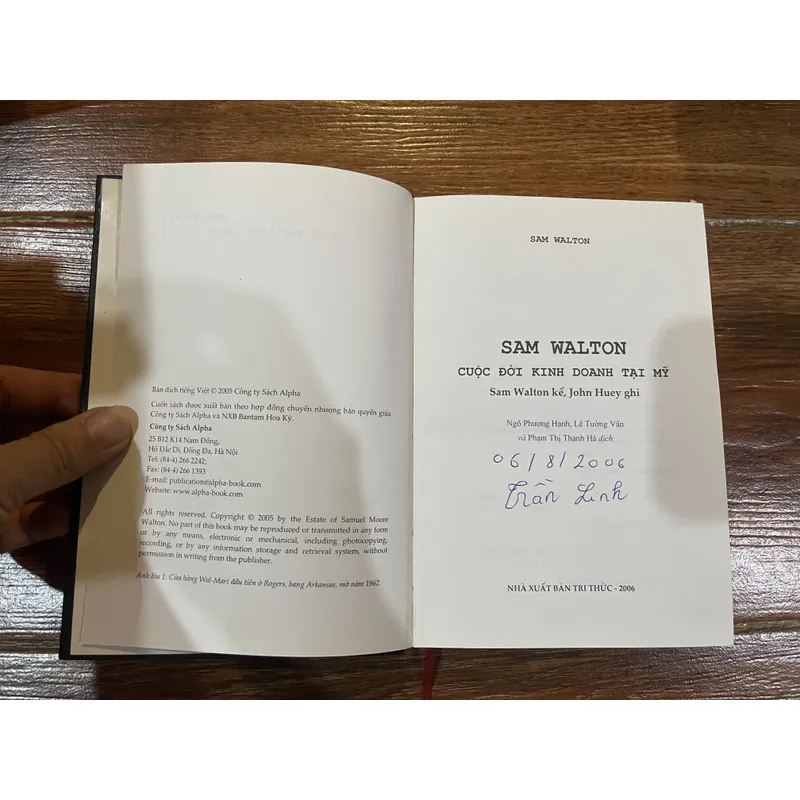 Bản dịch tiếng Việt © 2005 Công ty Sách Alpha
Cuốn sách được xuất bản theo hợp đồng chuyển nhượng bản quyền giữa
Công ty Sách Alpha và NXB Bantam Hoa Kỳ.
Công ty Sách Alpha
25 B12 K14 Nam Đồng,
Hồ Đắc Di, Đống Đa, Hà Nội
Tel: (84-4) 266 2242;
Fax: (84-4) 266 1393
E-mail: publication@alpha-book.com
Website: www.alpha-book.com
All rights reserved. Copyright © 2005 by the Estate of Samuel Moore
Walton. No part of this book may be reproduced or transmitted in any form
or by any means, electronic or mechanical, including photocopying,
recording, or by any information storage and retrieval system, without
permission in writing from the publisher.
Ảnh bìa 1: Cửa hàng Wal-Mart đầu tiên ở Rogers, bang Arkansas, mở năm 1962.
SAM WALTON
SAM WALTON
CUỘC ĐỜI KINH DOANH TẠI MỸ
Sam Walton kể, John Huey ghi
Ngô Phương Hạnh, Lê Tường Vân
và Phạm Thị Thanh Hà dịch
06/8/2006
Trần Linh
NHÀ XUẤT BẢN TRI THỨC - 2006